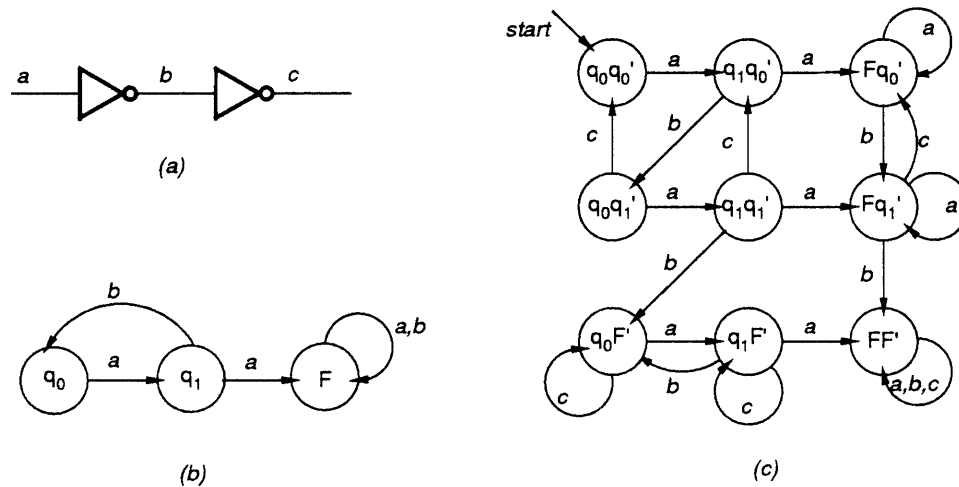 a b c
(a)
b
a,b
q₀ a q₁ a F
(b)
start
a
q₀q₀' a q₁q₀' a Fq₀'
c b c b c
q₀q₁' a q₁q₁' a Fq₁' a
b b
q₀F' a q₁F' a FF'
c b c a,b,c
(c)